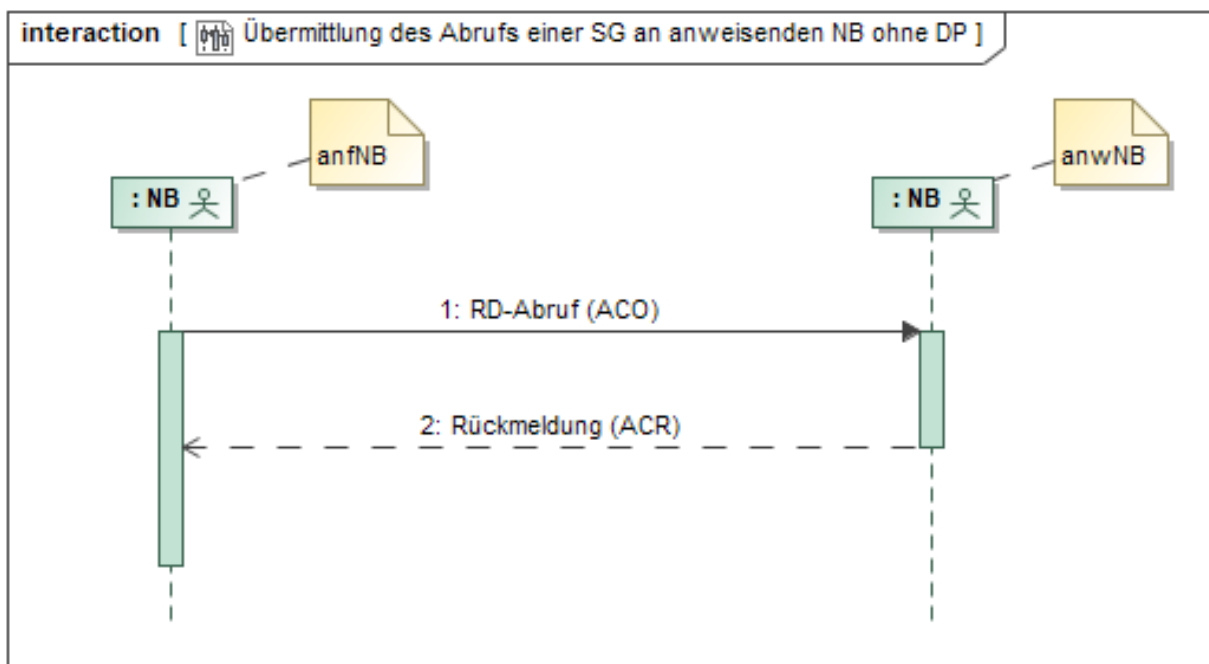 interaction [ Übermittlung des Abrufs einer SG an anweisenden NB ohne DP ]
anfNB
anwNB
: NB
: NB
1: RD-Abruf (ACO)
2: Rückmeldung (ACR)